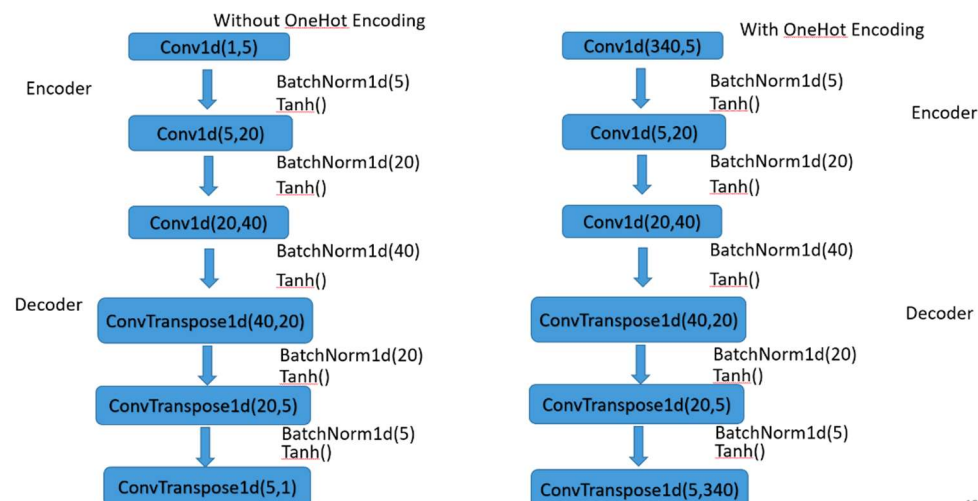 Without OneHot Encoding
Conv1d(1,5)
BatchNorm1d(5)
Tanh()
Encoder
Conv1d(5,20)
BatchNorm1d(20)
Tanh()
Conv1d(20,40)
BatchNorm1d(40)
Tanh()
Decoder
ConvTranspose1d(40,20)
BatchNorm1d(20)
Tanh()
ConvTranspose1d(20,5)
BatchNorm1d(5)
Tanh()
ConvTranspose1d(5,1)
With OneHot Encoding
Conv1d(340,5)
BatchNorm1d(5)
Tanh()
Encoder
Conv1d(5,20)
BatchNorm1d(20)
Tanh()
Conv1d(20,40)
BatchNorm1d(40)
Tanh()
Decoder
ConvTranspose1d(40,20)
BatchNorm1d(20)
Tanh()
ConvTranspose1d(20,5)
BatchNorm1d(5)
Tanh()
ConvTranspose1d(5,340)